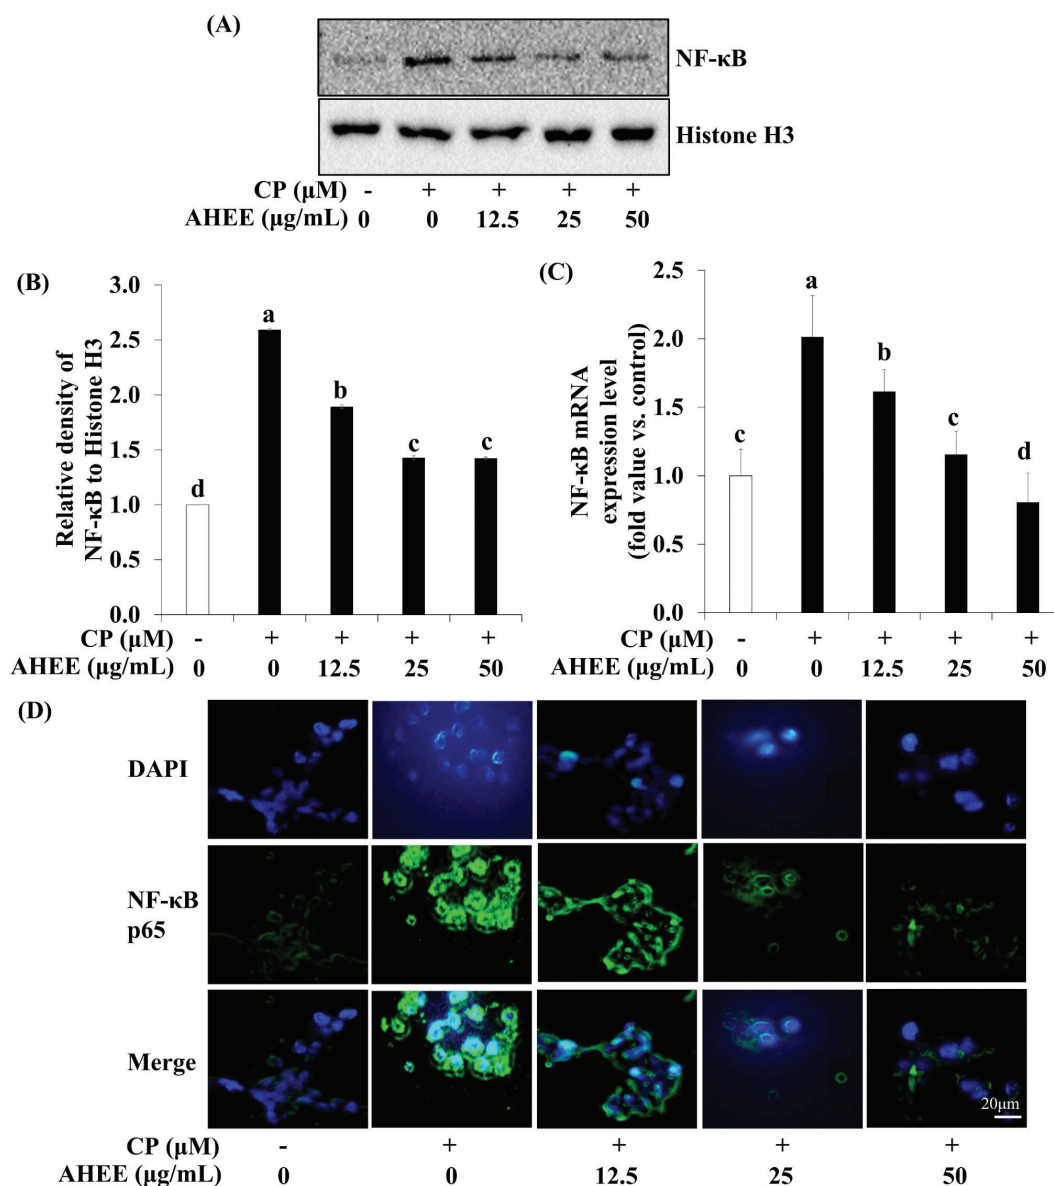 (A)
NF-κB
Histone H3
CP (μM) - + + + +
AHEE (μg/mL) 0 0 12.5 25 50
(B)
Relative density of
NF-κB to Histone H3
3.0
2.5
2.0
1.5
1.0
0.5
0.0
d a b c c
CP (μM) - + + + +
AHEE (μg/mL) 0 0 12.5 25 50
(C)
NF-κB mRNA
expression level
(fold value vs. control)
2.5
2.0
1.5
1.0
0.5
0.0
c a b c d
CP (μM) - + + + +
AHEE (μg/mL) 0 0 12.5 25 50
(D)
DAPI
NF-κB
p65
Merge
20μm
CP (μM) - + + + +
AHEE (μg/mL) 0 0 12.5 25 50